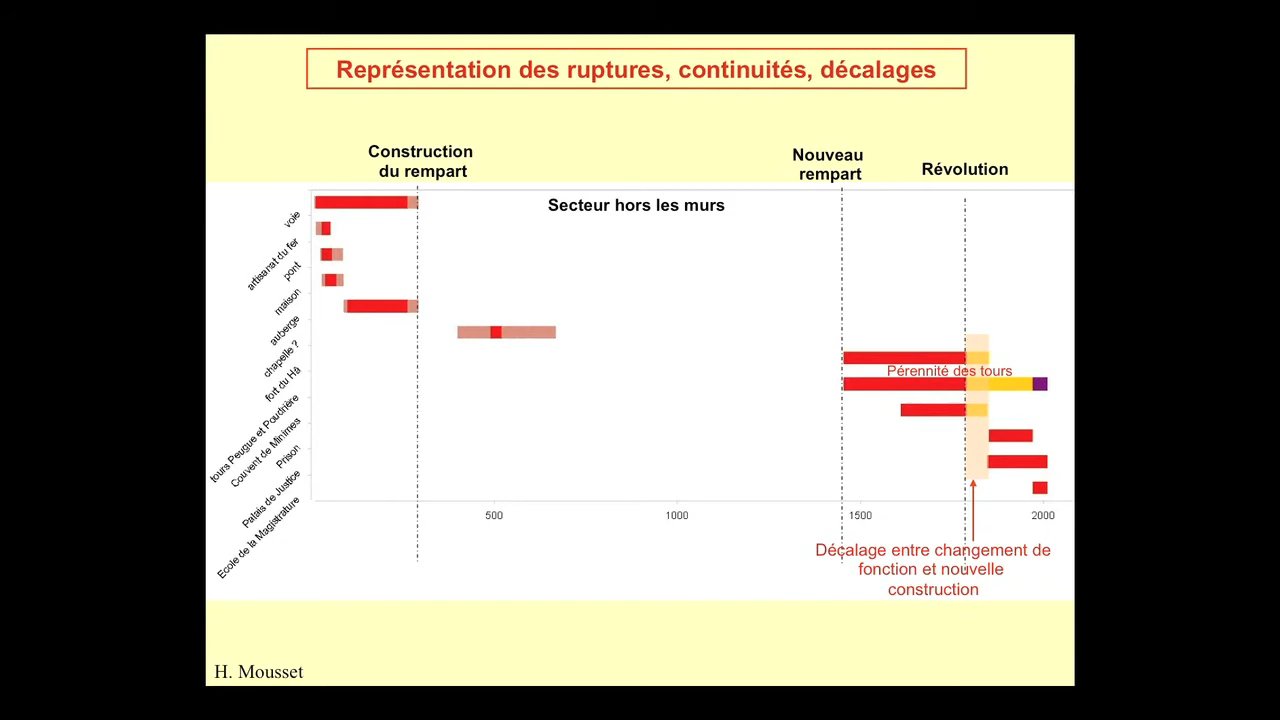 Représentation des ruptures, continuités, décalages
Construction
du rempart
Nouveau
rempart
Révolution
Secteur hors les murs
voie
artisanat du fer
pont
maison
auberge
chapelle ?
fort du Hâ
tours Peugue et Poudrière
Couvent de Minimes
Prison
Palais de Justice
Ecole de la Magistrature
Pérennité des tours
500
1000
1500
2000
Décalage entre changement de
fonction et nouvelle
construction
H. Mousset